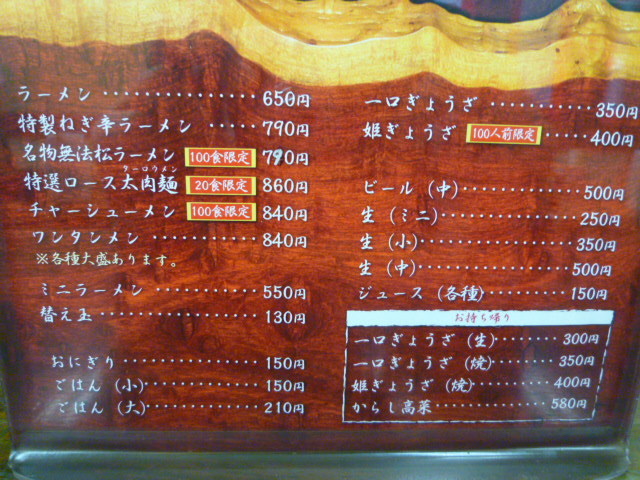 ラーメン ················ 650円
特製ねぎ辛ラーメン ······ 790円
名物無法松ラーメン 100食限定 790円
ターロウメン
特選ロース太肉麺 20食限定 860円
チャーシューメン 100食限定 840円
ワンタンメン ············ 840円
※各種大盛あります。
ミニラーメン ············ 550円
替え玉 ·················· 130円
おにぎり ················ 150円
ごはん (小) ············· 150円
ごはん (大) ············· 210円
一口ぎょうざ ············ 350円
姫ぎょうざ 100人前限定 ····· 400円
ビール (中) ············· 500円
生 (ミニ) ··············· 250円
生 (小) ················· 350円
生 (中) ················· 500円
ジュース (各種) ········· 150円
お持ち帰り
一口ぎょうざ (生) ········ 300円
一口ぎょうざ (焼) ········ 350円
姫ぎょうざ (焼) ·········· 400円
からし高菜 ·············· 580円